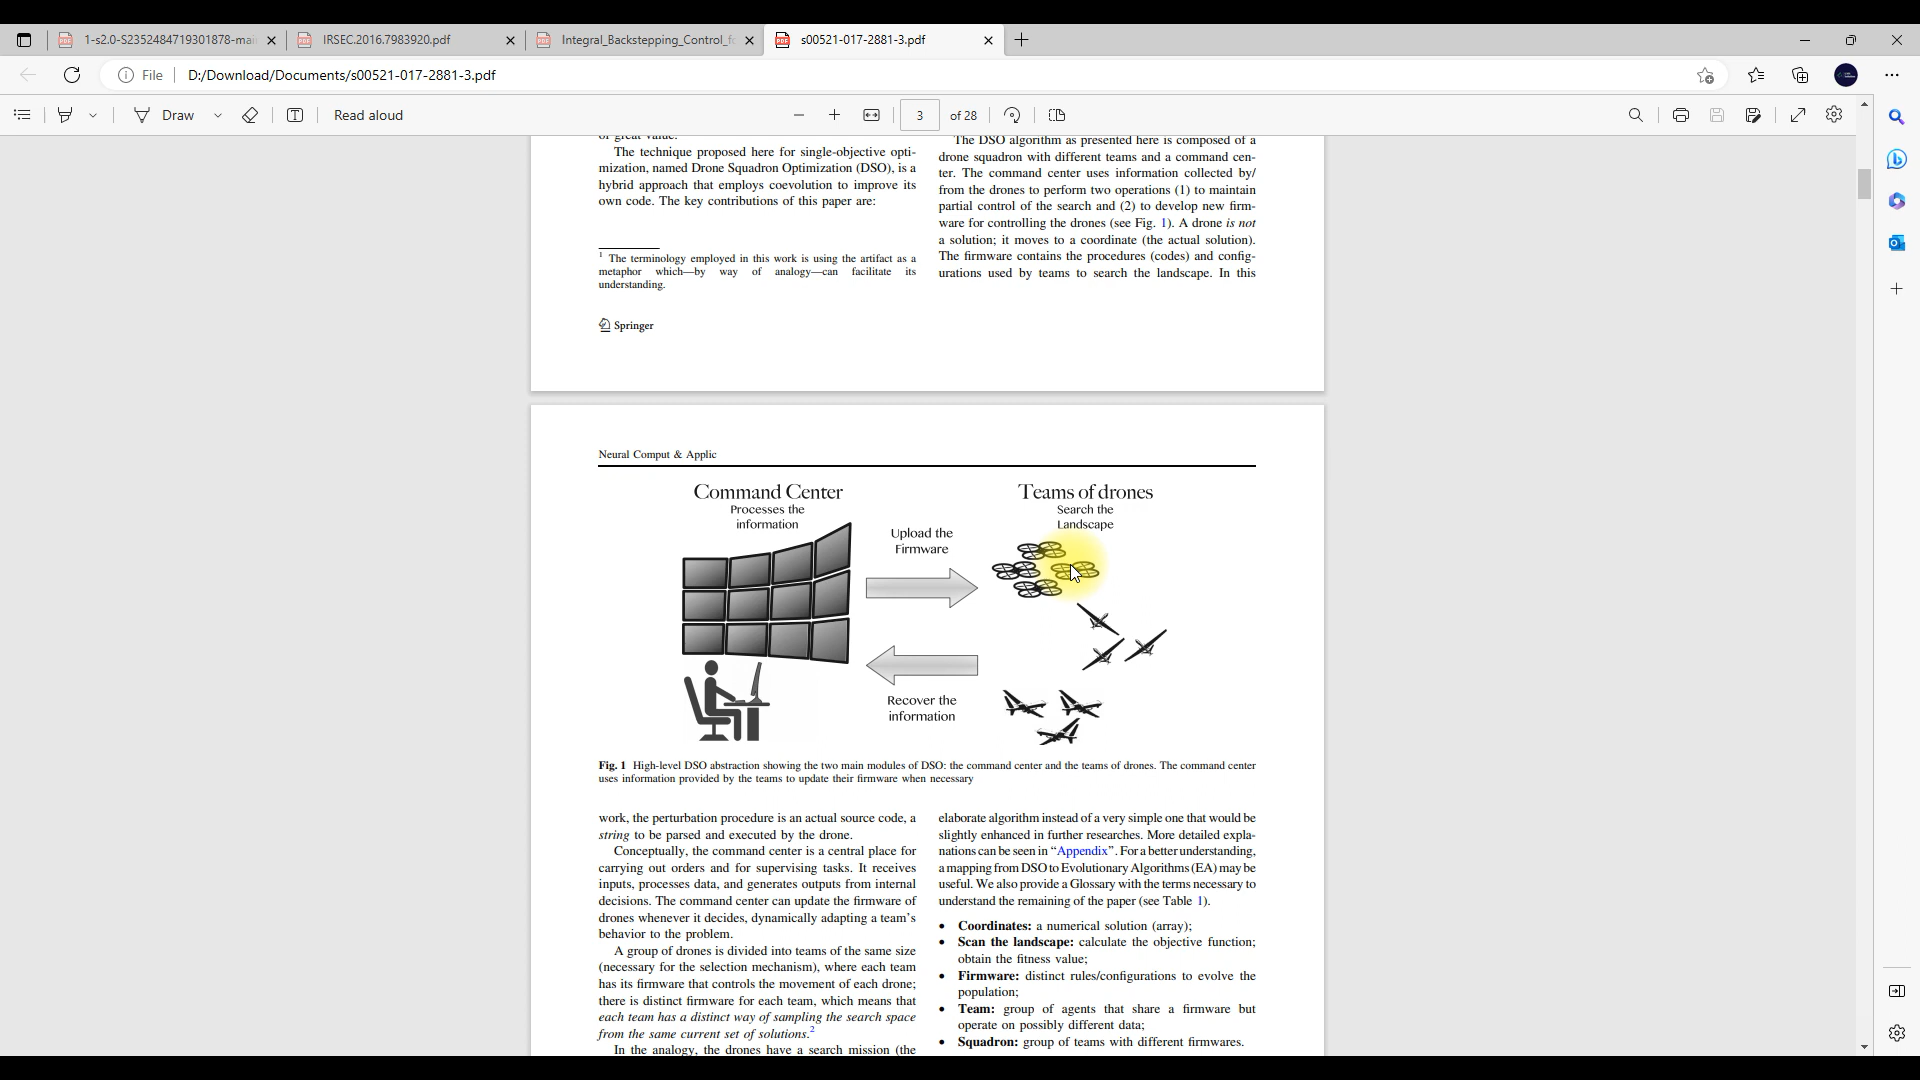 1-s2.0-S2352484719301878-mai
IRSEC.2016.7983920.pdf
Integral_Backstepping_Control_fo
s00521-017-2881-3.pdf
File
D:/Download/Documents/s00521-017-2881-3.pdf
Draw
Read aloud
3
of 28
of great value.
The technique proposed here for single-objective opti-
mization, named Drone Squadron Optimization (DSO), is a
hybrid approach that employs coevolution to improve its
own code. The key contributions of this paper are:
1 The terminology employed in this work is using the artifact as a
metaphor which—by way of analogy—can facilitate its
understanding.
Springer
The DSO algorithm as presented here is composed of a
drone squadron with different teams and a command cen-
ter. The command center uses information collected by/
from the drones to perform two operations (1) to maintain
partial control of the search and (2) to develop new firm-
ware for controlling the drones (see Fig. 1). A drone is not
a solution; it moves to a coordinate (the actual solution).
The firmware contains the procedures (codes) and config-
urations used by teams to search the landscape. In this
Neural Comput & Applic
Command Center
Processes the
information
Upload the
Firmware
Recover the
information
Teams of drones
Search the
Landscape
Fig. 1 High-level DSO abstraction showing the two main modules of DSO: the command center and the teams of drones. The command center
uses information provided by the teams to update their firmware when necessary
work, the perturbation procedure is an actual source code, a
string to be parsed and executed by the drone.
Conceptually, the command center is a central place for
carrying out orders and for supervising tasks. It receives
inputs, processes data, and generates outputs from internal
decisions. The command center can update the firmware of
drones whenever it decides, dynamically adapting a team's
behavior to the problem.
A group of drones is divided into teams of the same size
(necessary for the selection mechanism), where each team
has its firmware that controls the movement of each drone;
there is distinct firmware for each team, which means that
each team has a distinct way of sampling the search space
from the same current set of solutions.2
In the analogy, the drones have a search mission (the
elaborate algorithm instead of a very simple one that would be
slightly enhanced in further researches. More detailed expla-
nations can be seen in “Appendix”. For a better understanding,
a mapping from DSO to Evolutionary Algorithms (EA) may be
useful. We also provide a Glossary with the terms necessary to
understand the remaining of the paper (see Table 1).
• Coordinates: a numerical solution (array);
• Scan the landscape: calculate the objective function;
obtain the fitness value;
• Firmware: distinct rules/configurations to evolve the
population;
• Team: group of agents that share a firmware but
operate on possibly different data;
• Squadron: group of teams with different firmwares.